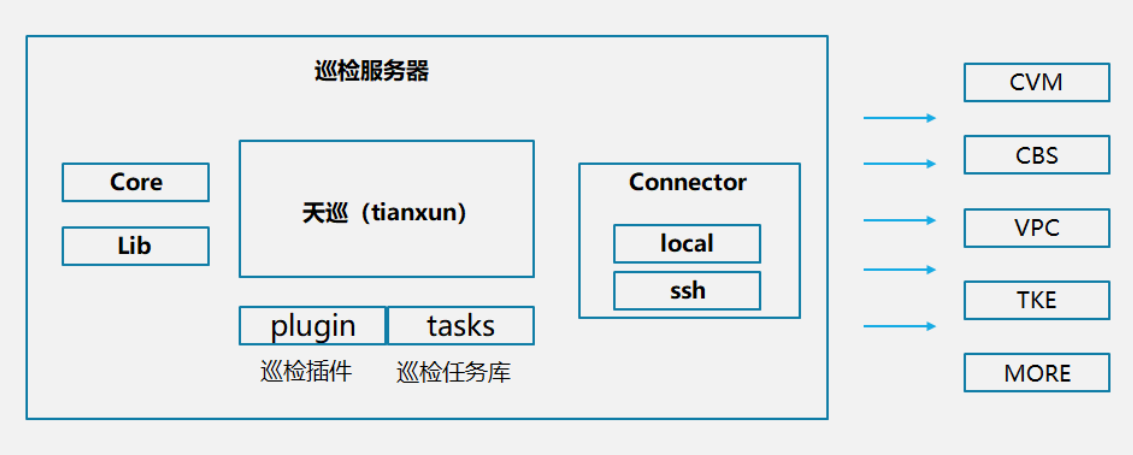 巡检服务器
Core
Lib
天巡（tianxun）
plugin
tasks
巡检插件
巡检任务库
Connector
local
ssh
CVM
CBS
VPC
TKE
MORE